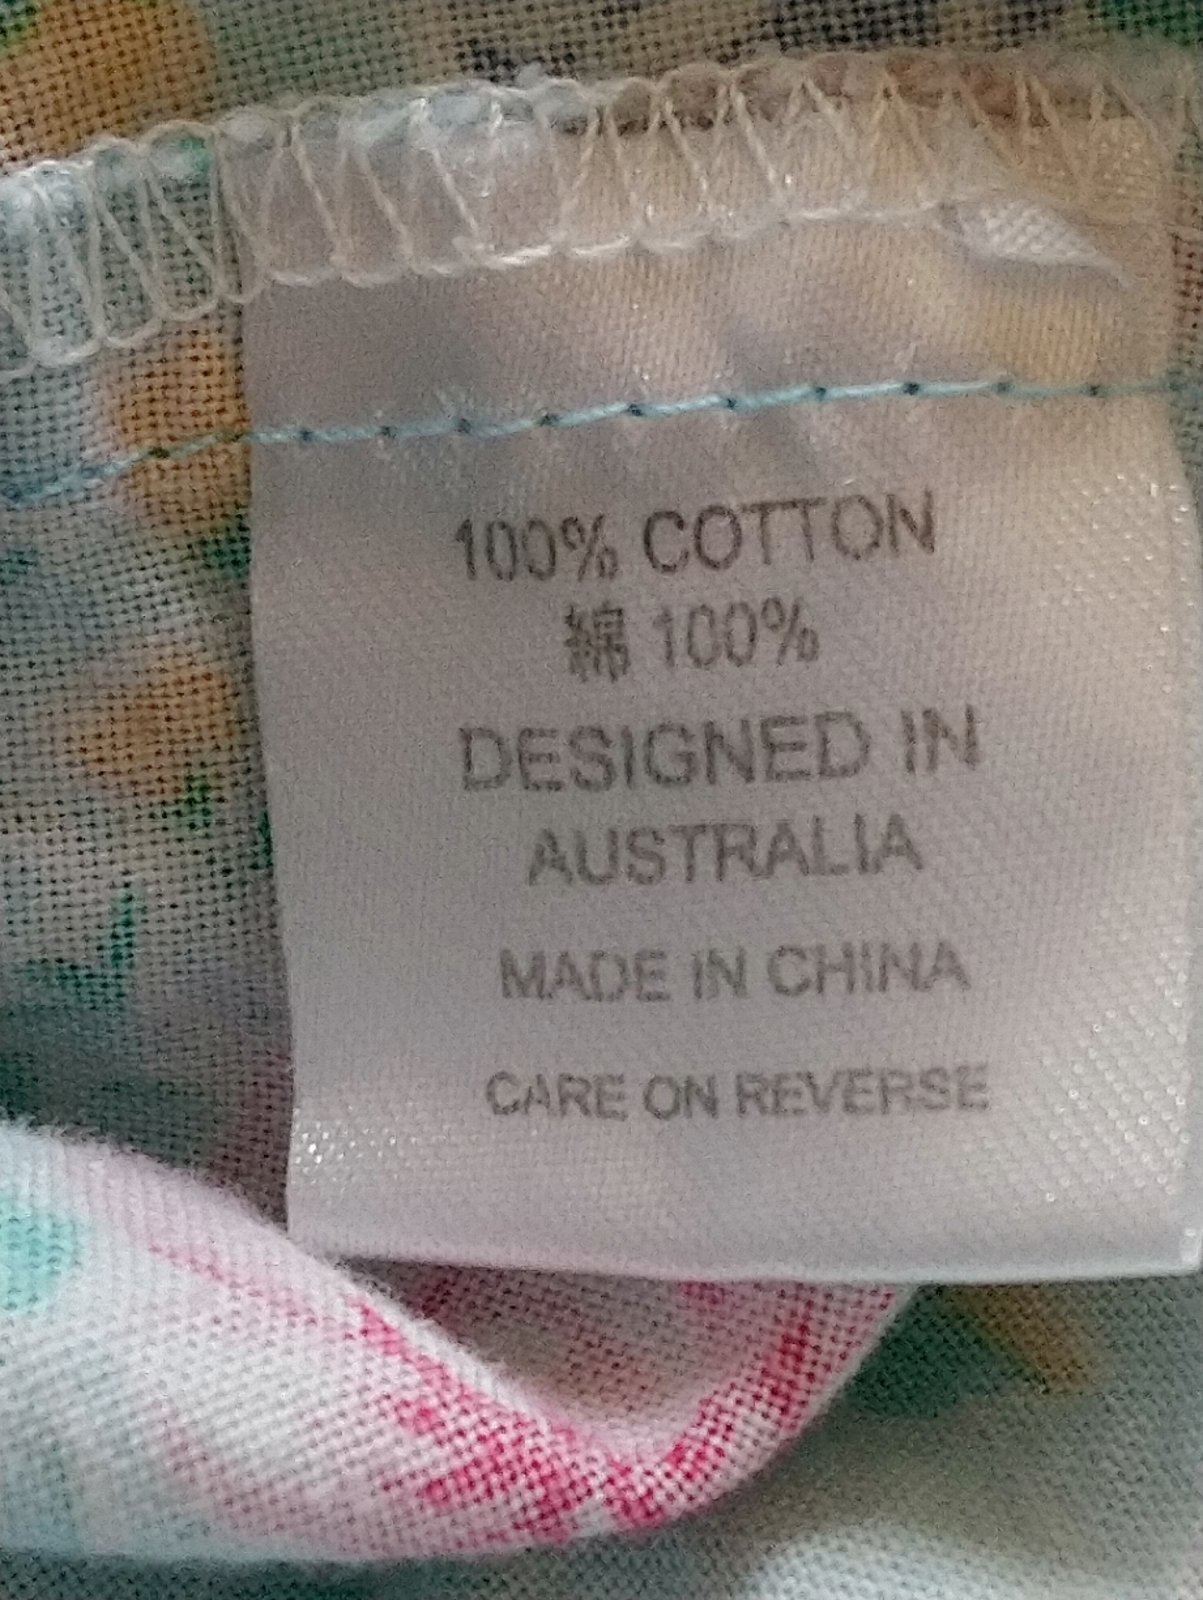 100% COTTON
綿 100%
DESIGNED IN
AUSTRALIA
MADE IN CHINA
CARE ON REVERSE